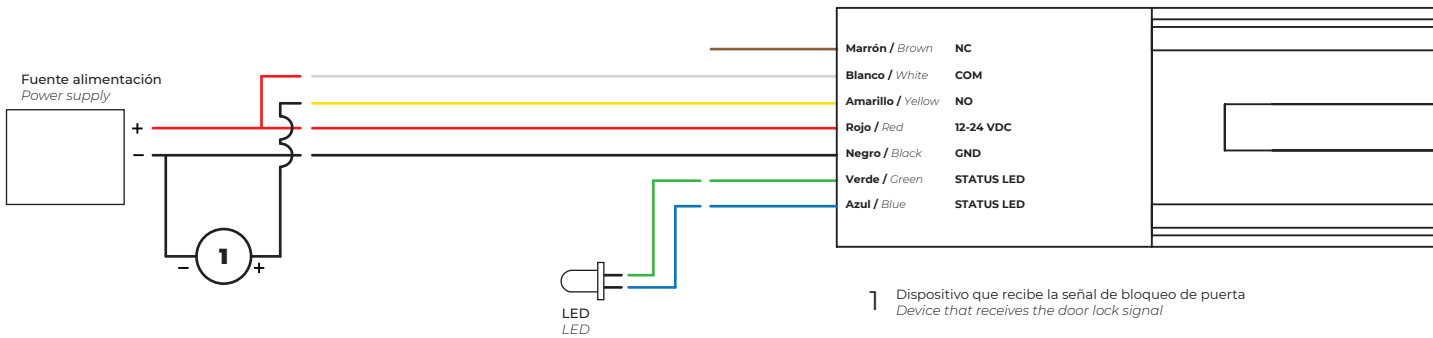 Fuente alimentación
Power supply
+
−
Marrón / Brown NC
Blanco / White COM
Amarillo / Yellow NO
Rojo / Red 12-24 VDC
Negro / Black GND
Verde / Green STATUS LED
Azul / Blue STATUS LED
1
− +
LED
LED
1 Dispositivo que recibe la señal de bloqueo de puerta
Device that receives the door lock signal